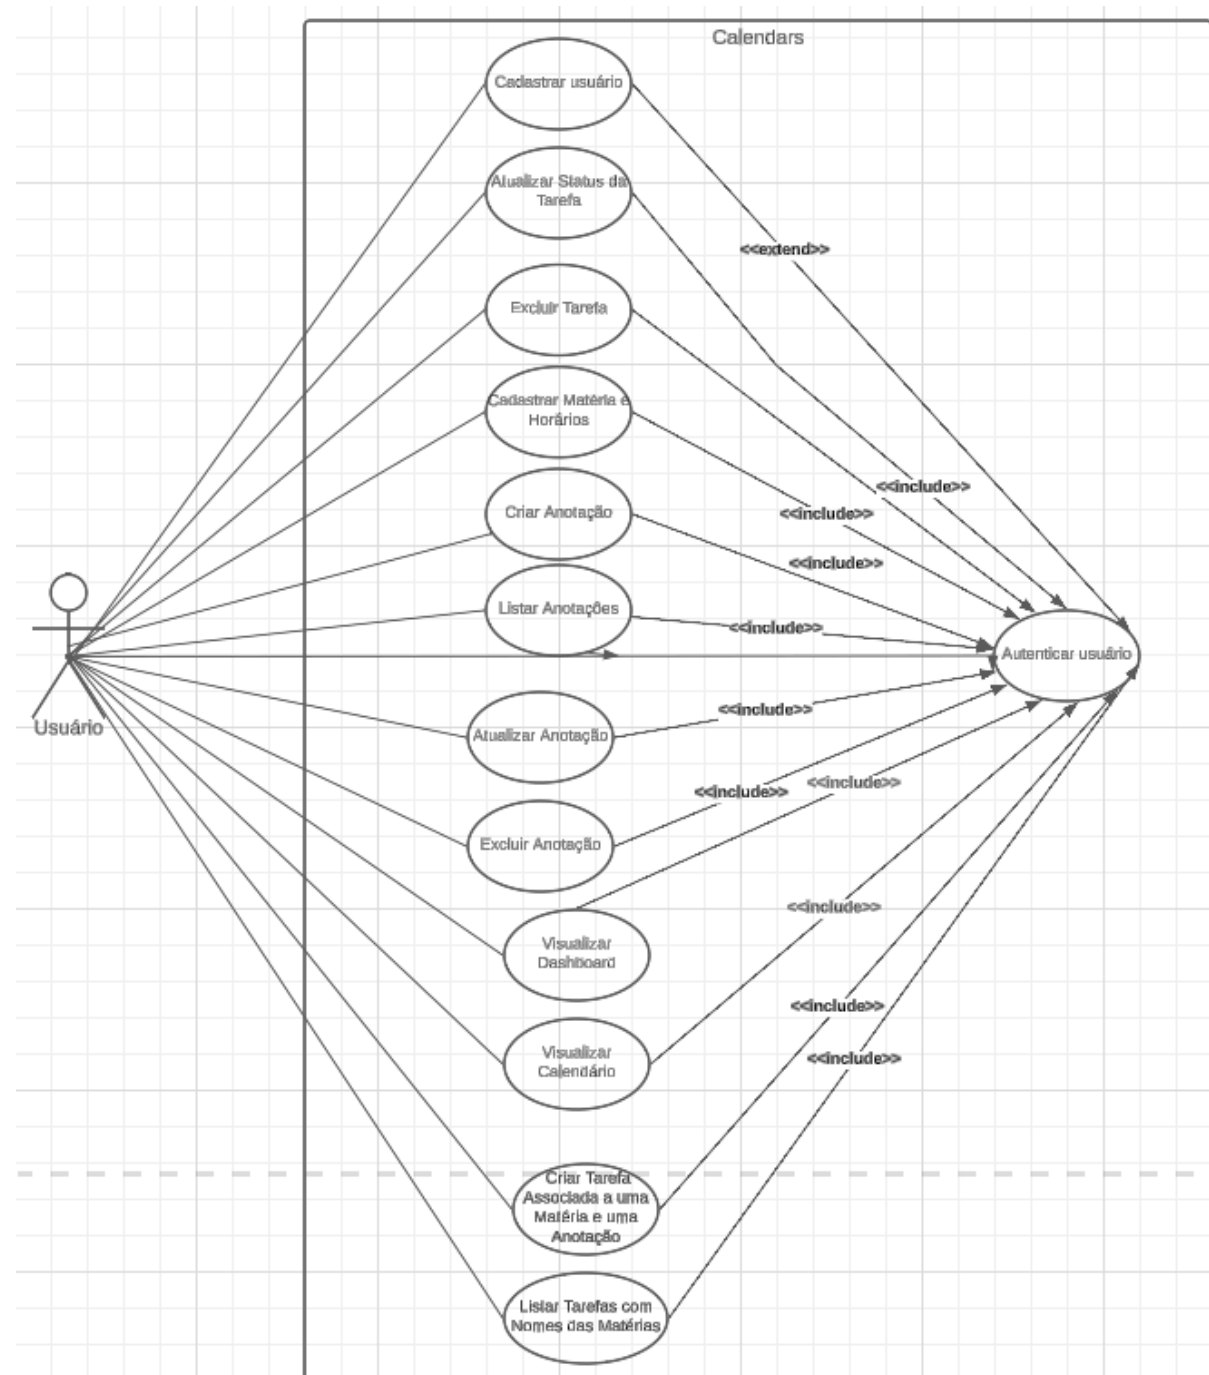 Calendars
Cadastrar usuário
Atualizar Status da
Tarefa
<<extend>>
Excluir Tarefa
Cadastrar Matéria e
Horários
<<include>>
<<include>>
Criar Anotação
<<include>>
Listar Anotações
<<include>>
Autenticar usuário
Usuário
Atualizar Anotação
<<include>>
<<include>>
<<include>>
Excluir Anotação
<<include>>
Visualizar
Dashboard
<<include>>
Visualizar
Calendário
<<include>>
Criar Tarefa
Associada a uma
Matéria e uma
Anotação
Listar Tarefas com
Nomes das Matérias